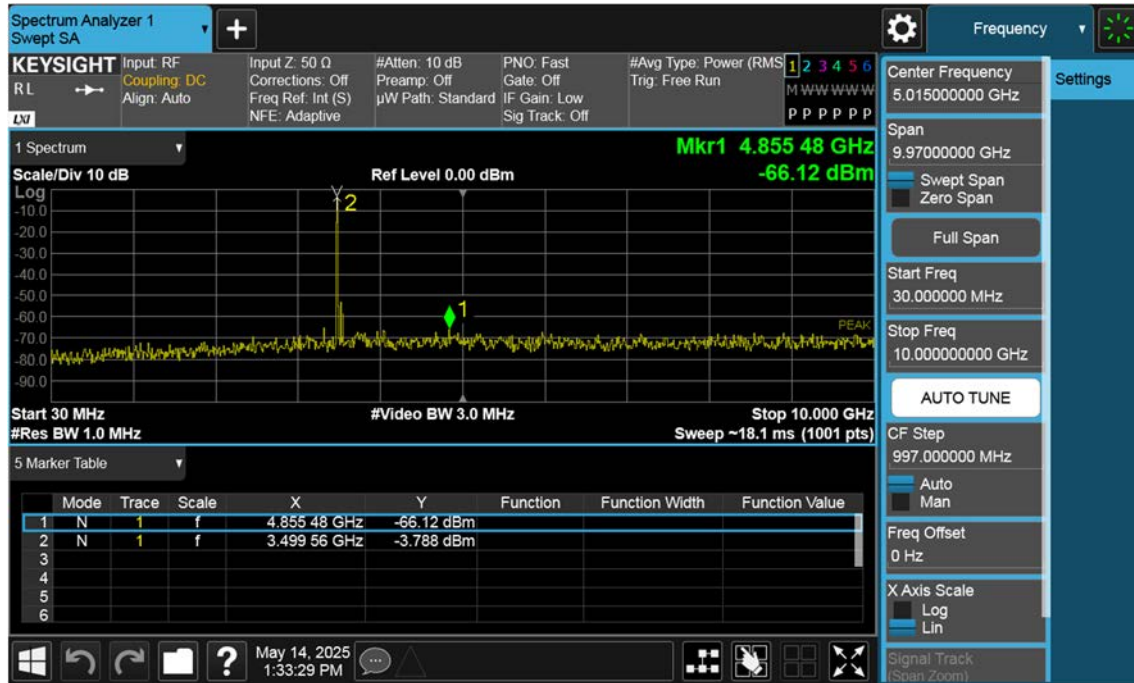 Spectrum Analyzer 1
Swept SA
Frequency
KEYSIGHT
RL
LXI
Input: RF
Coupling: DC
Align: Auto
Input Z: 50 Ω
Corrections: Off
Freq Ref: Int (S)
NFE: Adaptive
#Atten: 10 dB
Preamp: Off
µW Path: Standard
PNO: Fast
Gate: Off
IF Gain: Low
Sig Track: Off
#Avg Type: Power (RMS
Trig: Free Run
1 2 3 4 5 6
M W W W W W
P P P P P P
1 Spectrum
Mkr1 4.855 48 GHz
Scale/Div 10 dB
Ref Level 0.00 dBm
-66.12 dBm
Log
-10.0
-20.0
-30.0
-40.0
-50.0
-60.0
-70.0
-80.0
-90.0
2
1
PEAK
Start 30 MHz
#Video BW 3.0 MHz
Stop 10.000 GHz
#Res BW 1.0 MHz
Sweep ~18.1 ms (1001 pts)
5 Marker Table
Mode Trace Scale X Y Function Function Width Function Value
1 N 1 f 4.855 48 GHz -66.12 dBm
2 N 1 f 3.499 56 GHz -3.788 dBm
3
4
5
6
May 14, 2025
1:33:29 PM
Center Frequency
5.015000000 GHz
Settings
Span
9.97000000 GHz
Swept Span
Zero Span
Full Span
Start Freq
30.000000 MHz
Stop Freq
10.000000000 GHz
AUTO TUNE
CF Step
997.000000 MHz
Auto
Man
Freq Offset
0 Hz
X Axis Scale
Log
Lin
Signal Track
(Span Zoom)